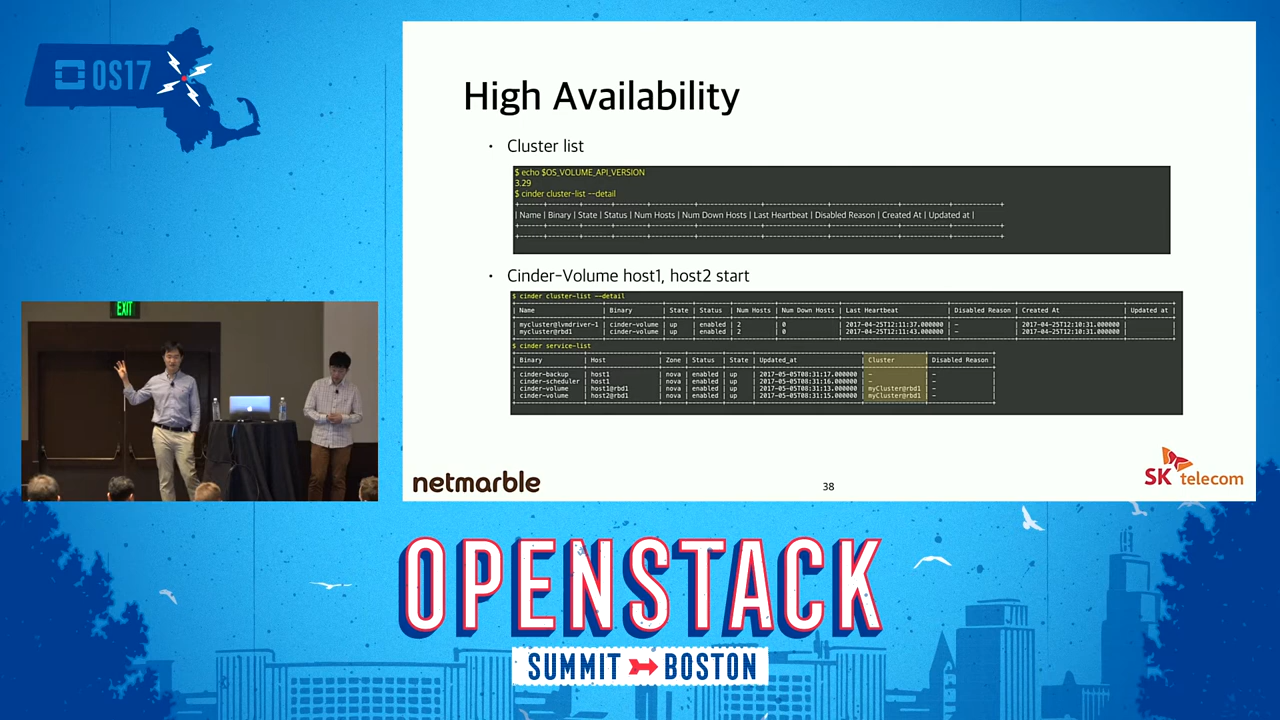 OS17
EXIT
High Availability
• Cluster list
$ echo $OS_VOLUME_API_VERSION
3.29
$ cinder cluster-list --detail
| Name | Binary | State | Status | Num Hosts | Num Down Hosts | Last Heartbeat | Disabled Reason | Created At | Updated at |
• Cinder-Volume host1, host2 start
$ cinder cluster-list --detail
| Name | Binary | State | Status | Num Hosts | Num Down Hosts | Last Heartbeat | Disabled Reason | Created At | Updated at |
| mycluster@lvmdriver-1 | cinder-volume | up | enabled | 2 | 0 | 2017-04-25T12:11:37.000000 | - | 2017-04-25T12:10:31.000000 | |
| mycluster@rbd1 | cinder-volume | up | enabled | 2 | 0 | 2017-04-25T12:11:43.000000 | - | 2017-04-25T12:10:31.000000 | |
$ cinder service-list
| Binary | Host | Zone | Status | State | Updated_at | Cluster | Disabled Reason |
| cinder-backup | host1 | nova | enabled | up | 2017-05-05T08:31:17.000000 | - | - |
| cinder-scheduler | host1 | nova | enabled | up | 2017-05-05T08:31:16.000000 | - | - |
| cinder-volume | host1@rbd1 | nova | enabled | up | 2017-05-05T08:31:13.000000 | myCluster@rbd1 | - |
| cinder-volume | host2@rbd1 | nova | enabled | up | 2017-05-05T08:31:15.000000 | myCluster@rbd1 | - |
netmarble
38
SK telecom
OPENSTACK
SUMMIT BOSTON